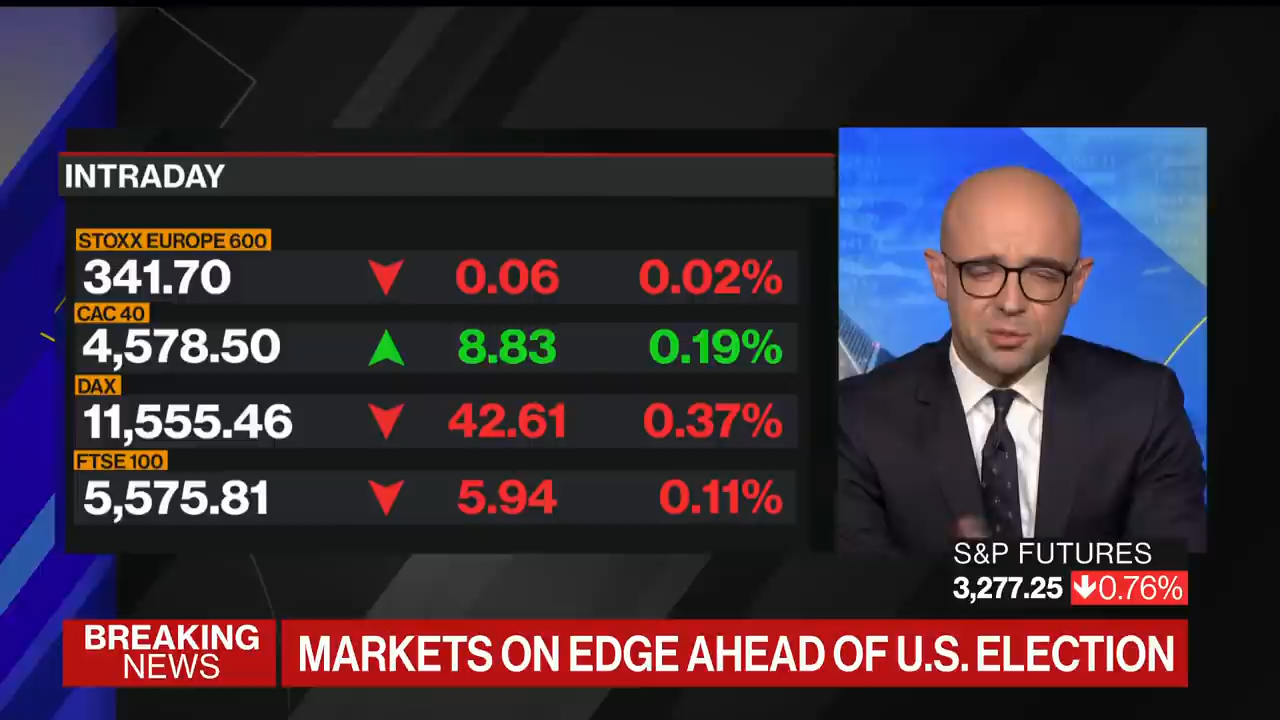 INTRADAY
STOXX EUROPE 600
341.70 0.06 0.02%
CAC 40
4,578.50 8.83 0.19%
DAX
11,555.46 42.61 0.37%
FTSE 100
5,575.81 5.94 0.11%
S&P FUTURES
3,277.25 0.76%
BREAKING
NEWS
MARKETS ON EDGE AHEAD OF U.S. ELECTION